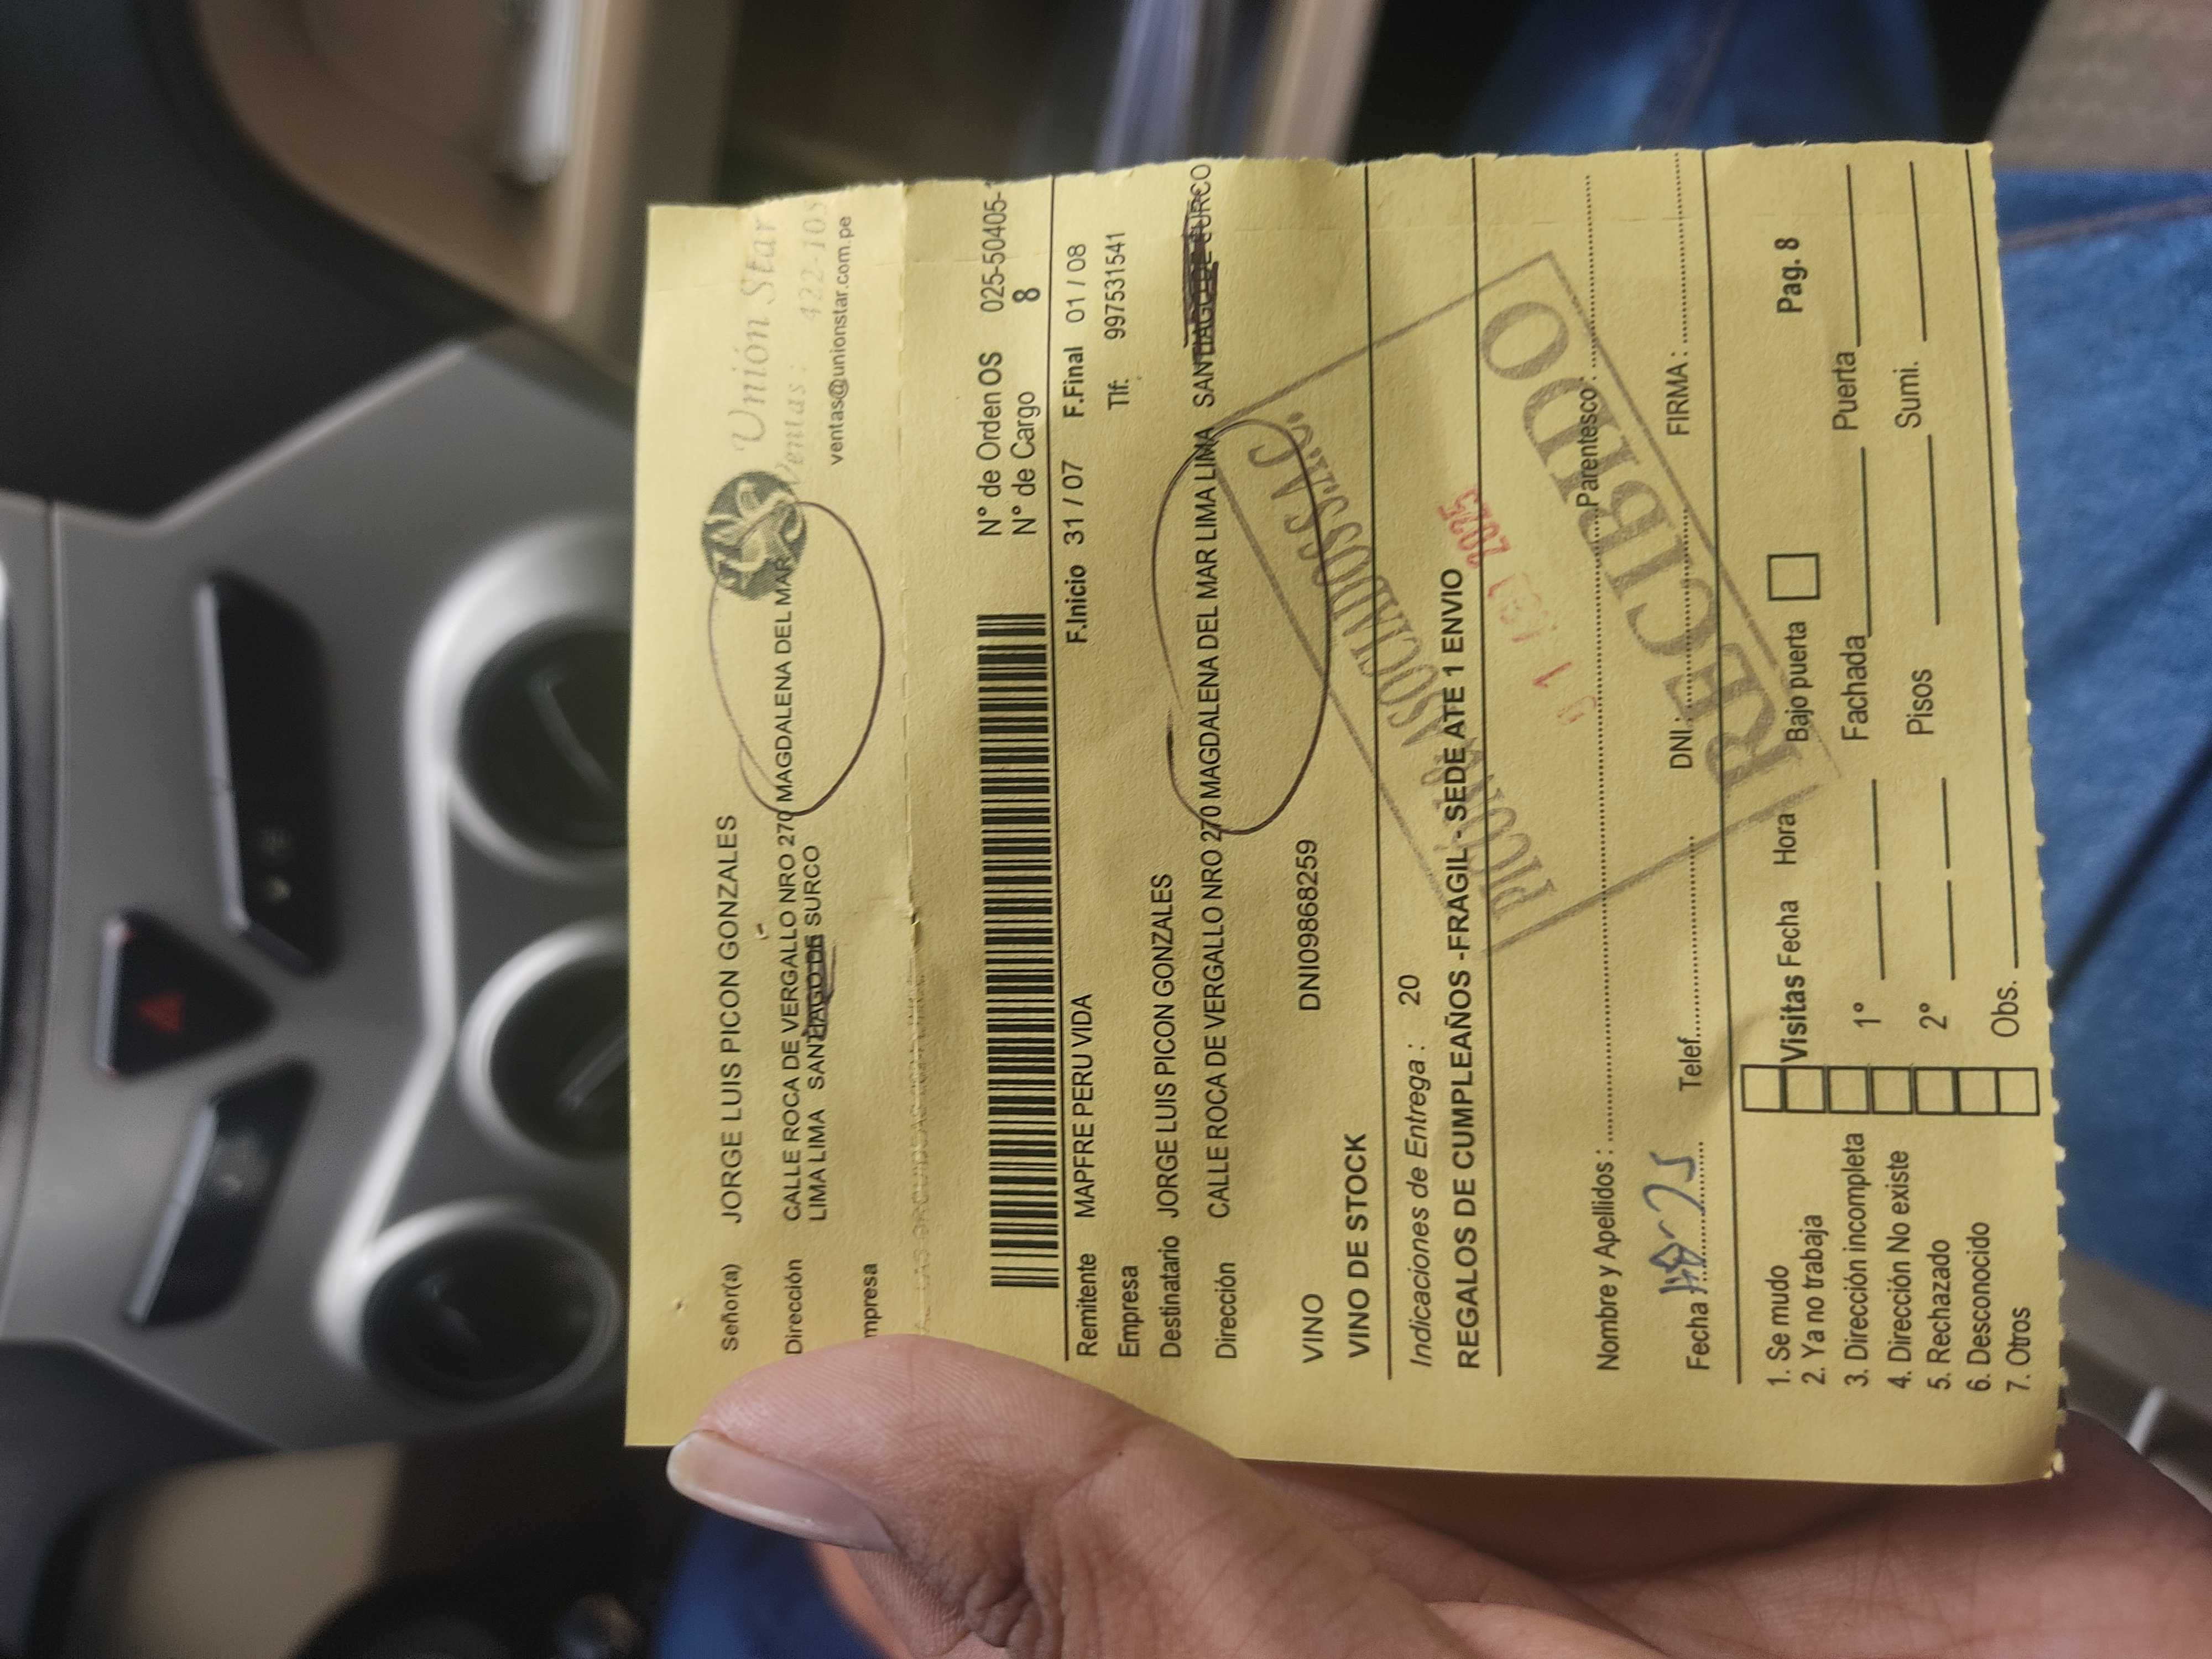 Unión Star
Ventas: 422-105
ventas@unionstar.com.pe
Señor(a) JORGE LUIS PICON GONZALES
Dirección CALLE ROCA DE VERGALLO NRO 270 MAGDALENA DEL MAR
LIMA LIMA SANTIAGO DE SURCO
mpresa
N° de Orden OS 025-50405-
N° de Cargo 8
F.Inicio 31 / 07 F.Final 01 / 08
Remitente MAPFRE PERU VIDA
Empresa Tlf: 997531541
Destinatario JORGE LUIS PICON GONZALES
Dirección CALLE ROCA DE VERGALLO NRO 270 MAGDALENA DEL MAR LIMA LIMA SANTIAGO DE SURCO
VINO DNI09868259
VINO DE STOCK
Indicaciones de Entrega : 20
REGALOS DE CUMPLEAÑOS -FRAGIL - SEDE ATE 1 ENVIO
ASOCIADOS S.A.C.
2025
RECIBIDO
Nombre y Apellidos : Parentesco :
Fecha Telef. DNI. FIRMA :
1. Se mudo
2. Ya no trabaja
3. Dirección incompleta
4. Dirección No existe
5. Rechazado
6. Desconocido
7. Otros
Visitas Fecha Hora Bajo puerta Pag. 8
1° Fachada Puerta
2° Pisos Sumi.
Obs.